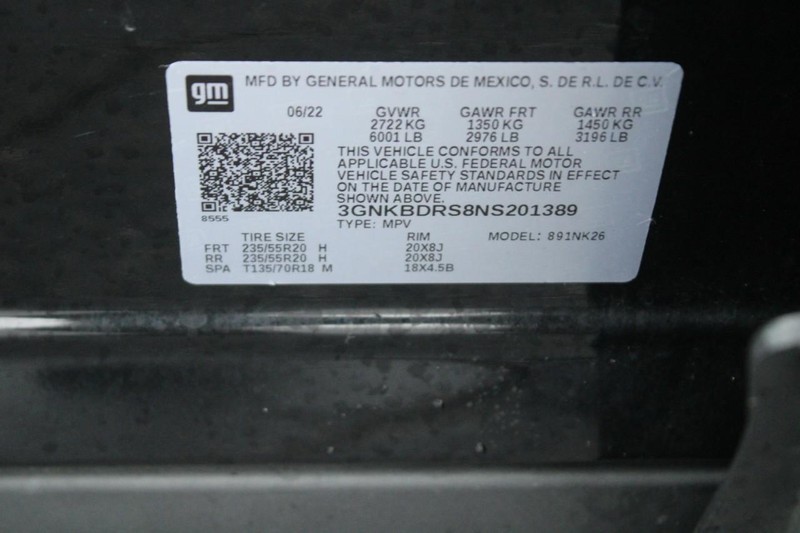 gm MFD BY GENERAL MOTORS DE MEXICO, S. DE R.L. DE C.V.
06/22 GVWR GAWR FRT GAWR RR
2722 KG 1350 KG 1450 KG
6001 LB 2976 LB 3196 LB
THIS VEHICLE CONFORMS TO ALL
APPLICABLE U.S. FEDERAL MOTOR
VEHICLE SAFETY STANDARDS IN EFFECT
ON THE DATE OF MANUFACTURE
SHOWN ABOVE.
3GNKBDRS8NS201389
8555
TYPE: MPV
TIRE SIZE RIM MODEL: 891NK26
FRT 235/55R20 H 20X8J
RR 235/55R20 H 20X8J
SPA T135/70R18 M 18X4.5B